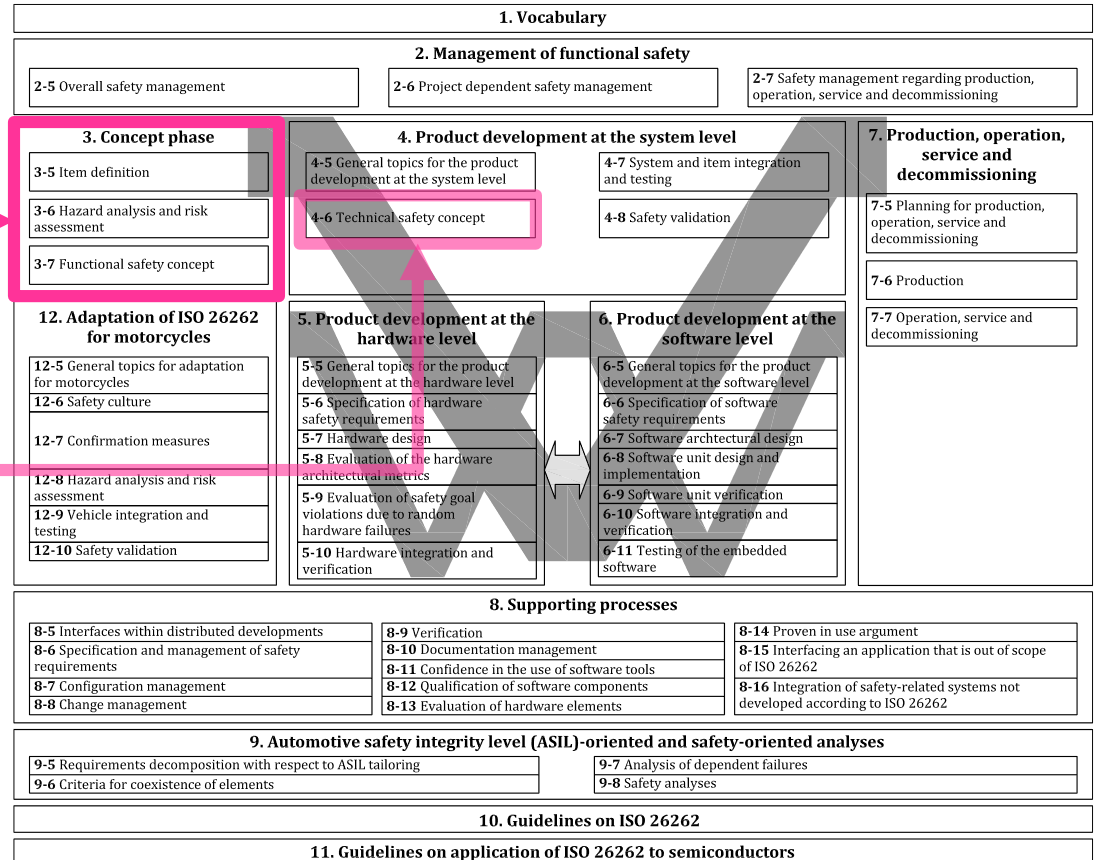 1. Vocabulary
2. Management of functional safety
2-5 Overall safety management
2-6 Project dependent safety management
2-7 Safety management regarding production,
operation, service and decommissioning
3. Concept phase
3-5 Item definition
3-6 Hazard analysis and risk
assessment
3-7 Functional safety concept
4. Product development at the system level
4-5 General topics for the product
development at the system level
4-6 Technical safety concept
4-7 System and item integration
and testing
4-8 Safety validation
7. Production, operation,
service and
decommissioning
7-5 Planning for production,
operation, service and
decommissioning
7-6 Production
7-7 Operation, service and
decommissioning
12. Adaptation of ISO 26262
for motorcycles
12-5 General topics for adaptation
for motorcycles
12-6 Safety culture
12-7 Confirmation measures
12-8 Hazard analysis and risk
assessment
12-9 Vehicle integration and
testing
12-10 Safety validation
5. Product development at the
hardware level
5-5 General topics for the product
development at the hardware level
5-6 Specification of hardware
safety requirements
5-7 Hardware design
5-8 Evaluation of the hardware
architectural metrics
5-9 Evaluation of safety goal
violations due to random
hardware failures
5-10 Hardware integration and
verification
6. Product development at the
software level
6-5 General topics for the product
development at the software level
6-6 Specification of software
safety requirements
6-7 Software archtectural design
6-8 Software unit design and
implementation
6-9 Software unit verification
6-10 Software integration and
verification
6-11 Testing of the embedded
software
8. Supporting processes
8-5 Interfaces within distributed developments
8-6 Specification and management of safety
requirements
8-7 Configuration management
8-8 Change management
8-9 Verification
8-10 Documentation management
8-11 Confidence in the use of software tools
8-12 Qualification of software components
8-13 Evaluation of hardware elements
8-14 Proven in use argument
8-15 Interfacing an application that is out of scope
of ISO 26262
8-16 Integration of safety-related systems not
developed according to ISO 26262
9. Automotive safety integrity level (ASIL)-oriented and safety-oriented analyses
9-5 Requirements decomposition with respect to ASIL tailoring
9-6 Criteria for coexistence of elements
9-7 Analysis of dependent failures
9-8 Safety analyses
10. Guidelines on ISO 26262
11. Guidelines on application of ISO 26262 to semiconductors